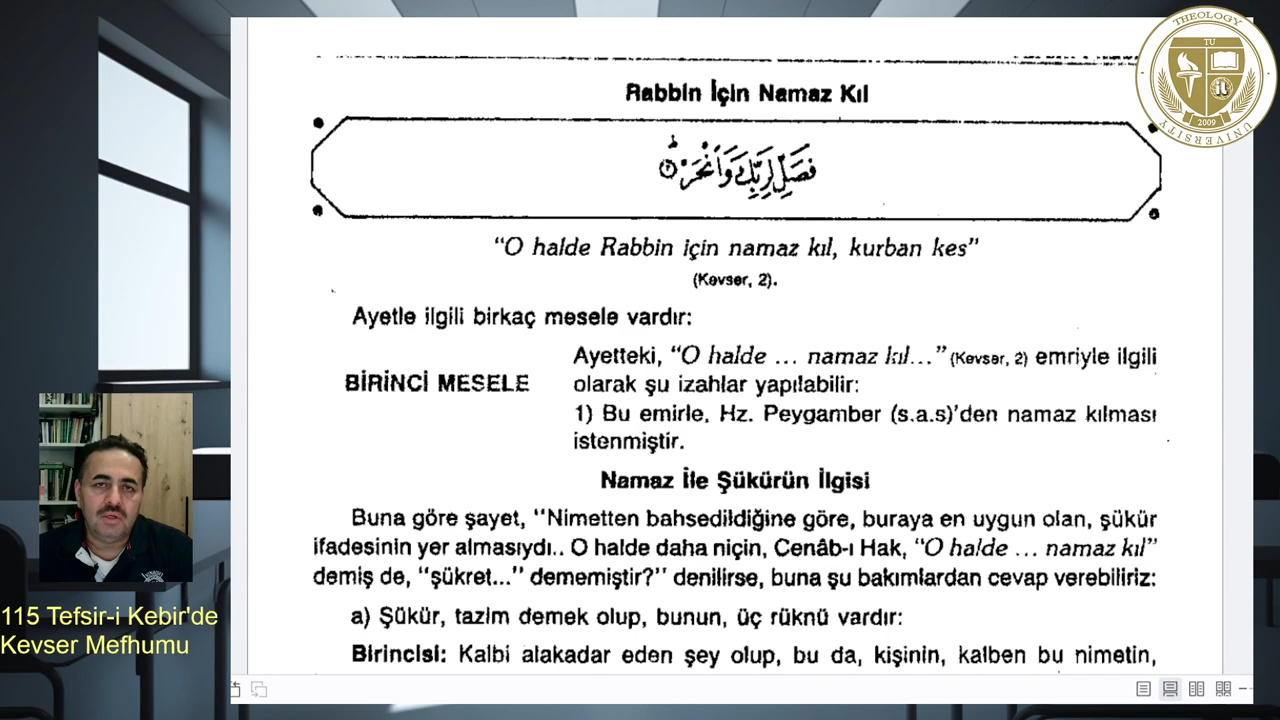 Rabbin İçin Namaz Kıl
فَصَلِّ لِرَبِّكَ وَانْحَرْ ۜ ﴿٢﴾
"O halde Rabbin için namaz kıl, kurban kes"
(Kevser, 2).
Ayetle ilgili birkaç mesele vardır:
BİRİNCİ MESELE
Ayetteki, "O halde ... namaz kıl..." (Kevser, 2) emriyle ilgili
olarak şu izahlar yapılabilir:
1) Bu emirle, Hz. Peygamber (s.a.s)'den namaz kılması
istenmiştir.
Namaz İle Şükürün İlgisi
Buna göre şayet, "Nimetten bahsedildiğine göre, buraya en uygun olan, şükür
ifadesinin yer almasıydı.. O halde daha niçin, Cenâb-ı Hak, "O halde ... namaz kıl"
demiş de, "şükret..." dememiştir?" denilirse, buna şu bakımlardan cevap verebiliriz:
a) Şükür, tazim demek olup, bunun, üç rüknü vardır:
Birincisi: Kalbi alakadar eden şey olup, bu da, kişinin, kalben bu nimetin,
THEOLOGY
TU
it
2009
UNIVERSITY
115 Tefsir-i Kebir'de
Kevser Mefhumu